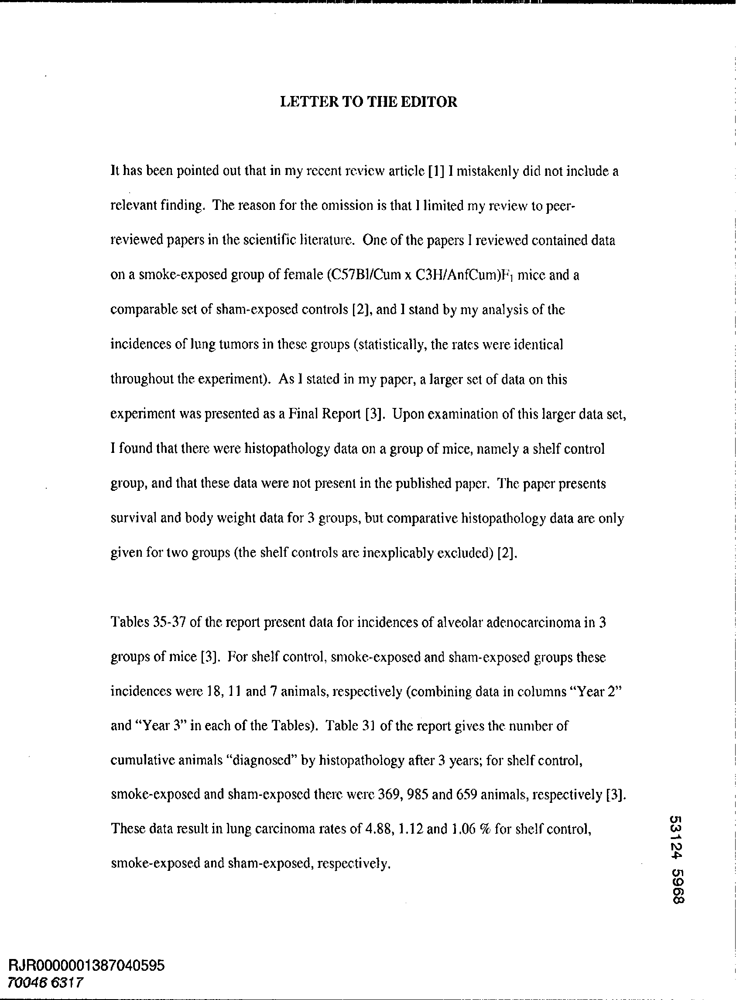 LETTER TO THE EDITOR
It has been pointed out that in my recent review article [1] I mistakenly did not include a
relevant finding. The reason for the omission is that I limited my review to peer-
reviewed papers in the scientific literature. One of the papers I reviewed contained data
on a smoke-exposed group of female (C57Bl/Cum x C3H/AnfCum)F₁ mice and a
comparable set of sham-exposed controls [2], and I stand by my analysis of the
incidences of lung tumors in these groups (statistically, the rates were identical
throughout the experiment). As I stated in my paper, a larger set of data on this
experiment was presented as a Final Report [3]. Upon examination of this larger data set,
I found that there were histopathology data on a group of mice, namely a shelf control
group, and that these data were not present in the published paper. The paper presents
survival and body weight data for 3 groups, but comparative histopathology data are only
given for two groups (the shelf controls are inexplicably excluded) [2].
Tables 35-37 of the report present data for incidences of alveolar adenocarcinoma in 3
groups of mice [3]. For shelf control, smoke-exposed and sham-exposed groups these
incidences were 18, 11 and 7 animals, respectively (combining data in columns “Year 2”
and “Year 3” in each of the Tables). Table 31 of the report gives the number of
cumulative animals “diagnosed” by histopathology after 3 years; for shelf control,
smoke-exposed and sham-exposed there were 369, 985 and 659 animals, respectively [3].
These data result in lung carcinoma rates of 4.88, 1.12 and 1.06 % for shelf control,
smoke-exposed and sham-exposed, respectively.
53124 5968
RJR0000001387040595
70046 6317